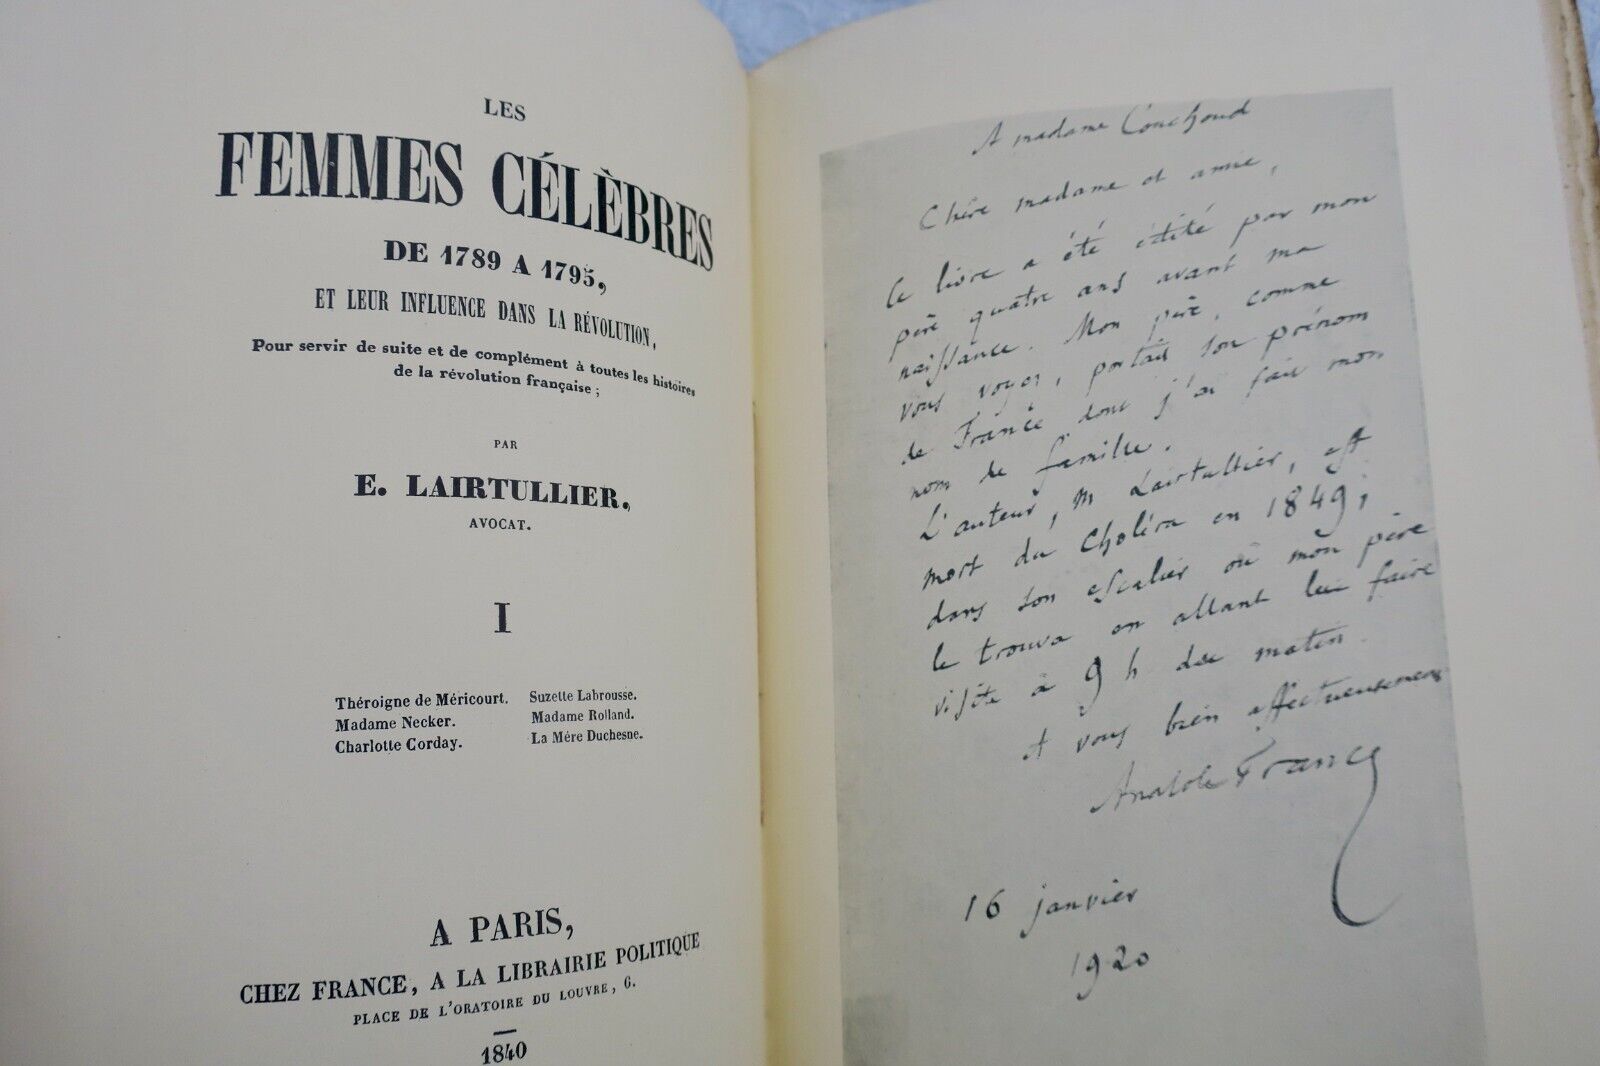 LES
FEMMES CÉLÈBRES
DE 1789 A 1795,
ET LEUR INFLUENCE DANS LA RÉVOLUTION,
Pour servir de suite et de complément à toutes les histoires
de la révolution française ;
PAR
E. LAIRTULLIER,
AVOCAT.
I
Théroigne de Méricourt. Suzette Labrousse.
Madame Necker. Madame Rolland.
Charlotte Corday. La Mére Duchesne.
A PARIS,
CHEZ FRANCE, A LA LIBRAIRIE POLITIQUE
PLACE DE L'ORATOIRE DU LOUVRE, 6.
1840
A madame Couchoud
Chère madame et amie,
Ce livre a été édité par mon
père quatre ans avant ma
naissance. Mon père, comme
vous voyez, portait son prénom
de France dont j'ai fait mon
nom de famille.
L'auteur, M Lairtullier, est
mort du Choléra en 1849,
dans son escalier où mon père
le trouva en allant lui faire
visite à 9 h du matin.
A vous bien affectueusement
Anatole France
16 janvier
1920